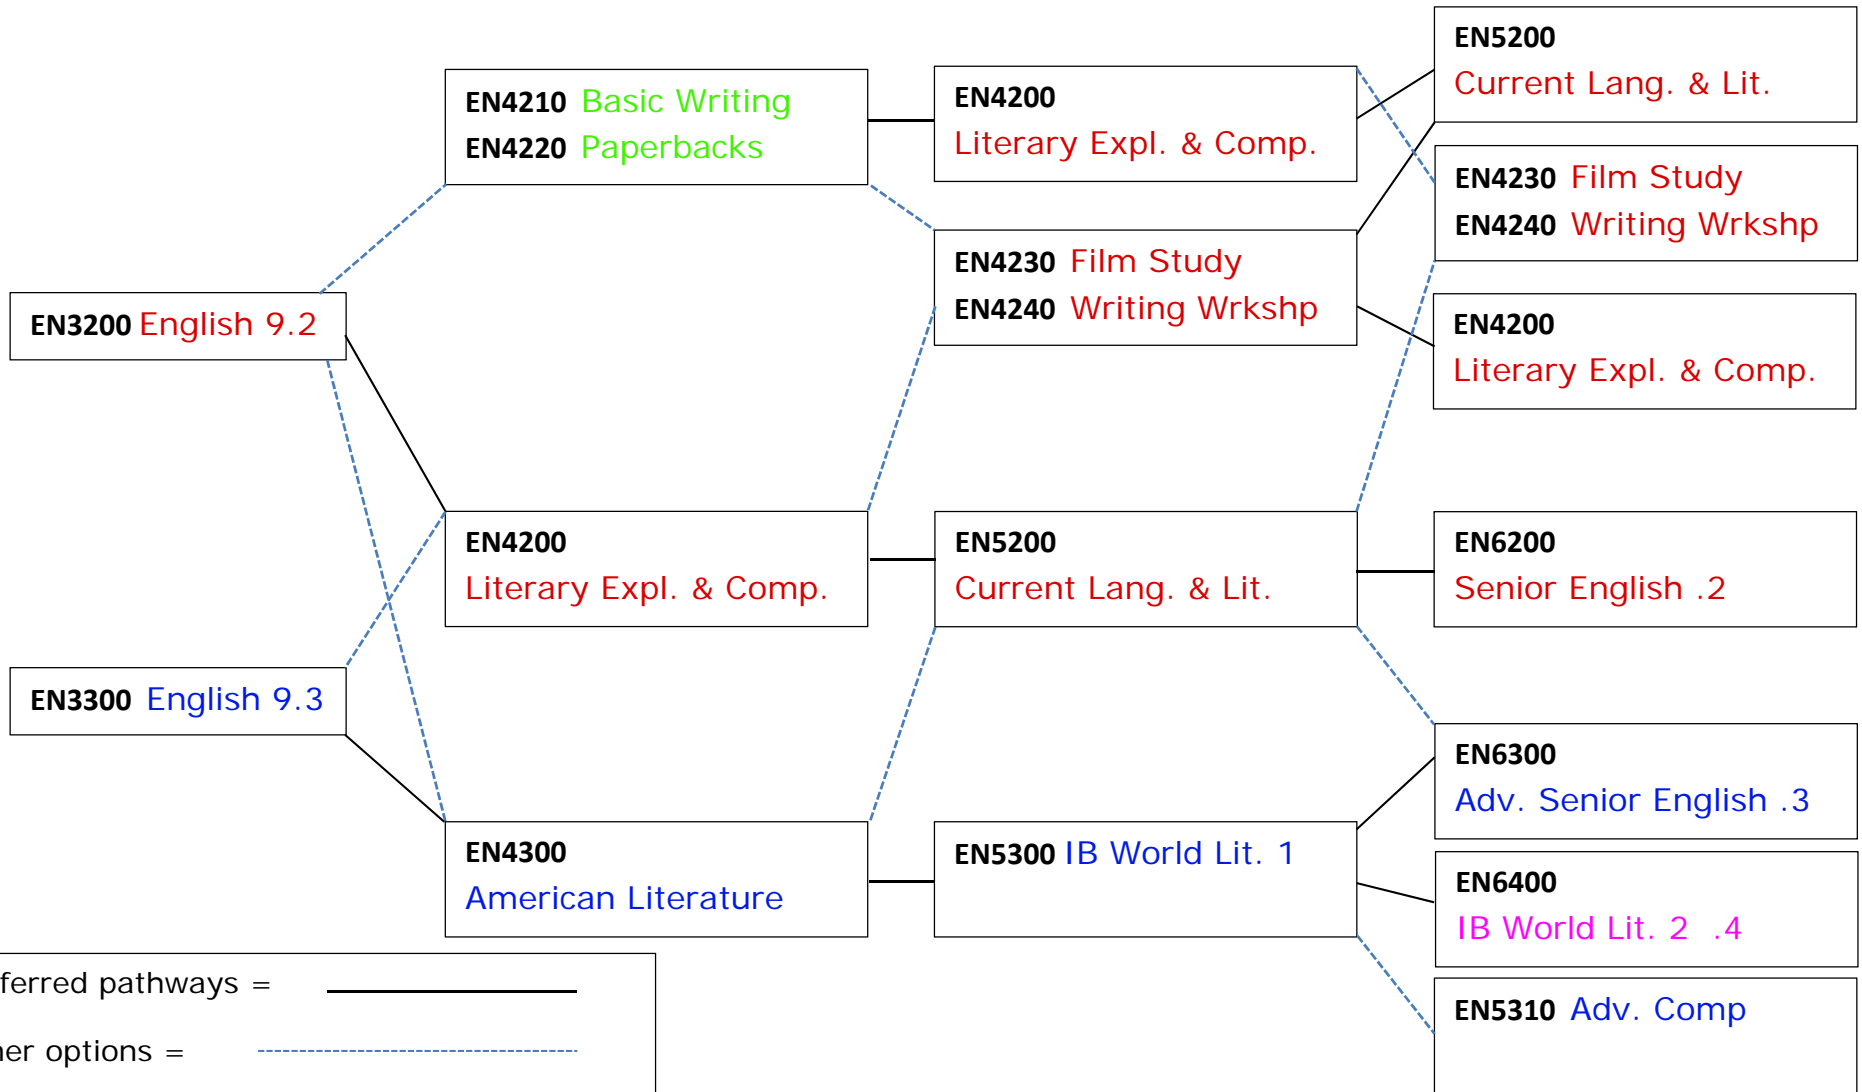 EN3200 English 9.2
EN3300 English 9.3
EN4210 Basic Writing
EN4220 Paperbacks
EN4200
Literary Expl. & Comp.
EN4300
American Literature
EN4200
Literary Expl. & Comp.
EN4230 Film Study
EN4240 Writing Wrkshp
EN5200
Current Lang. & Lit.
EN5300 IB World Lit. 1
EN5200
Current Lang. & Lit.
EN4230 Film Study
EN4240 Writing Wrkshp
EN4200
Literary Expl. & Comp.
EN6200
Senior English .2
EN6300
Adv. Senior English .3
EN6400
IB World Lit. 2 .4
EN5310 Adv. Comp
ferred pathways =
er options =